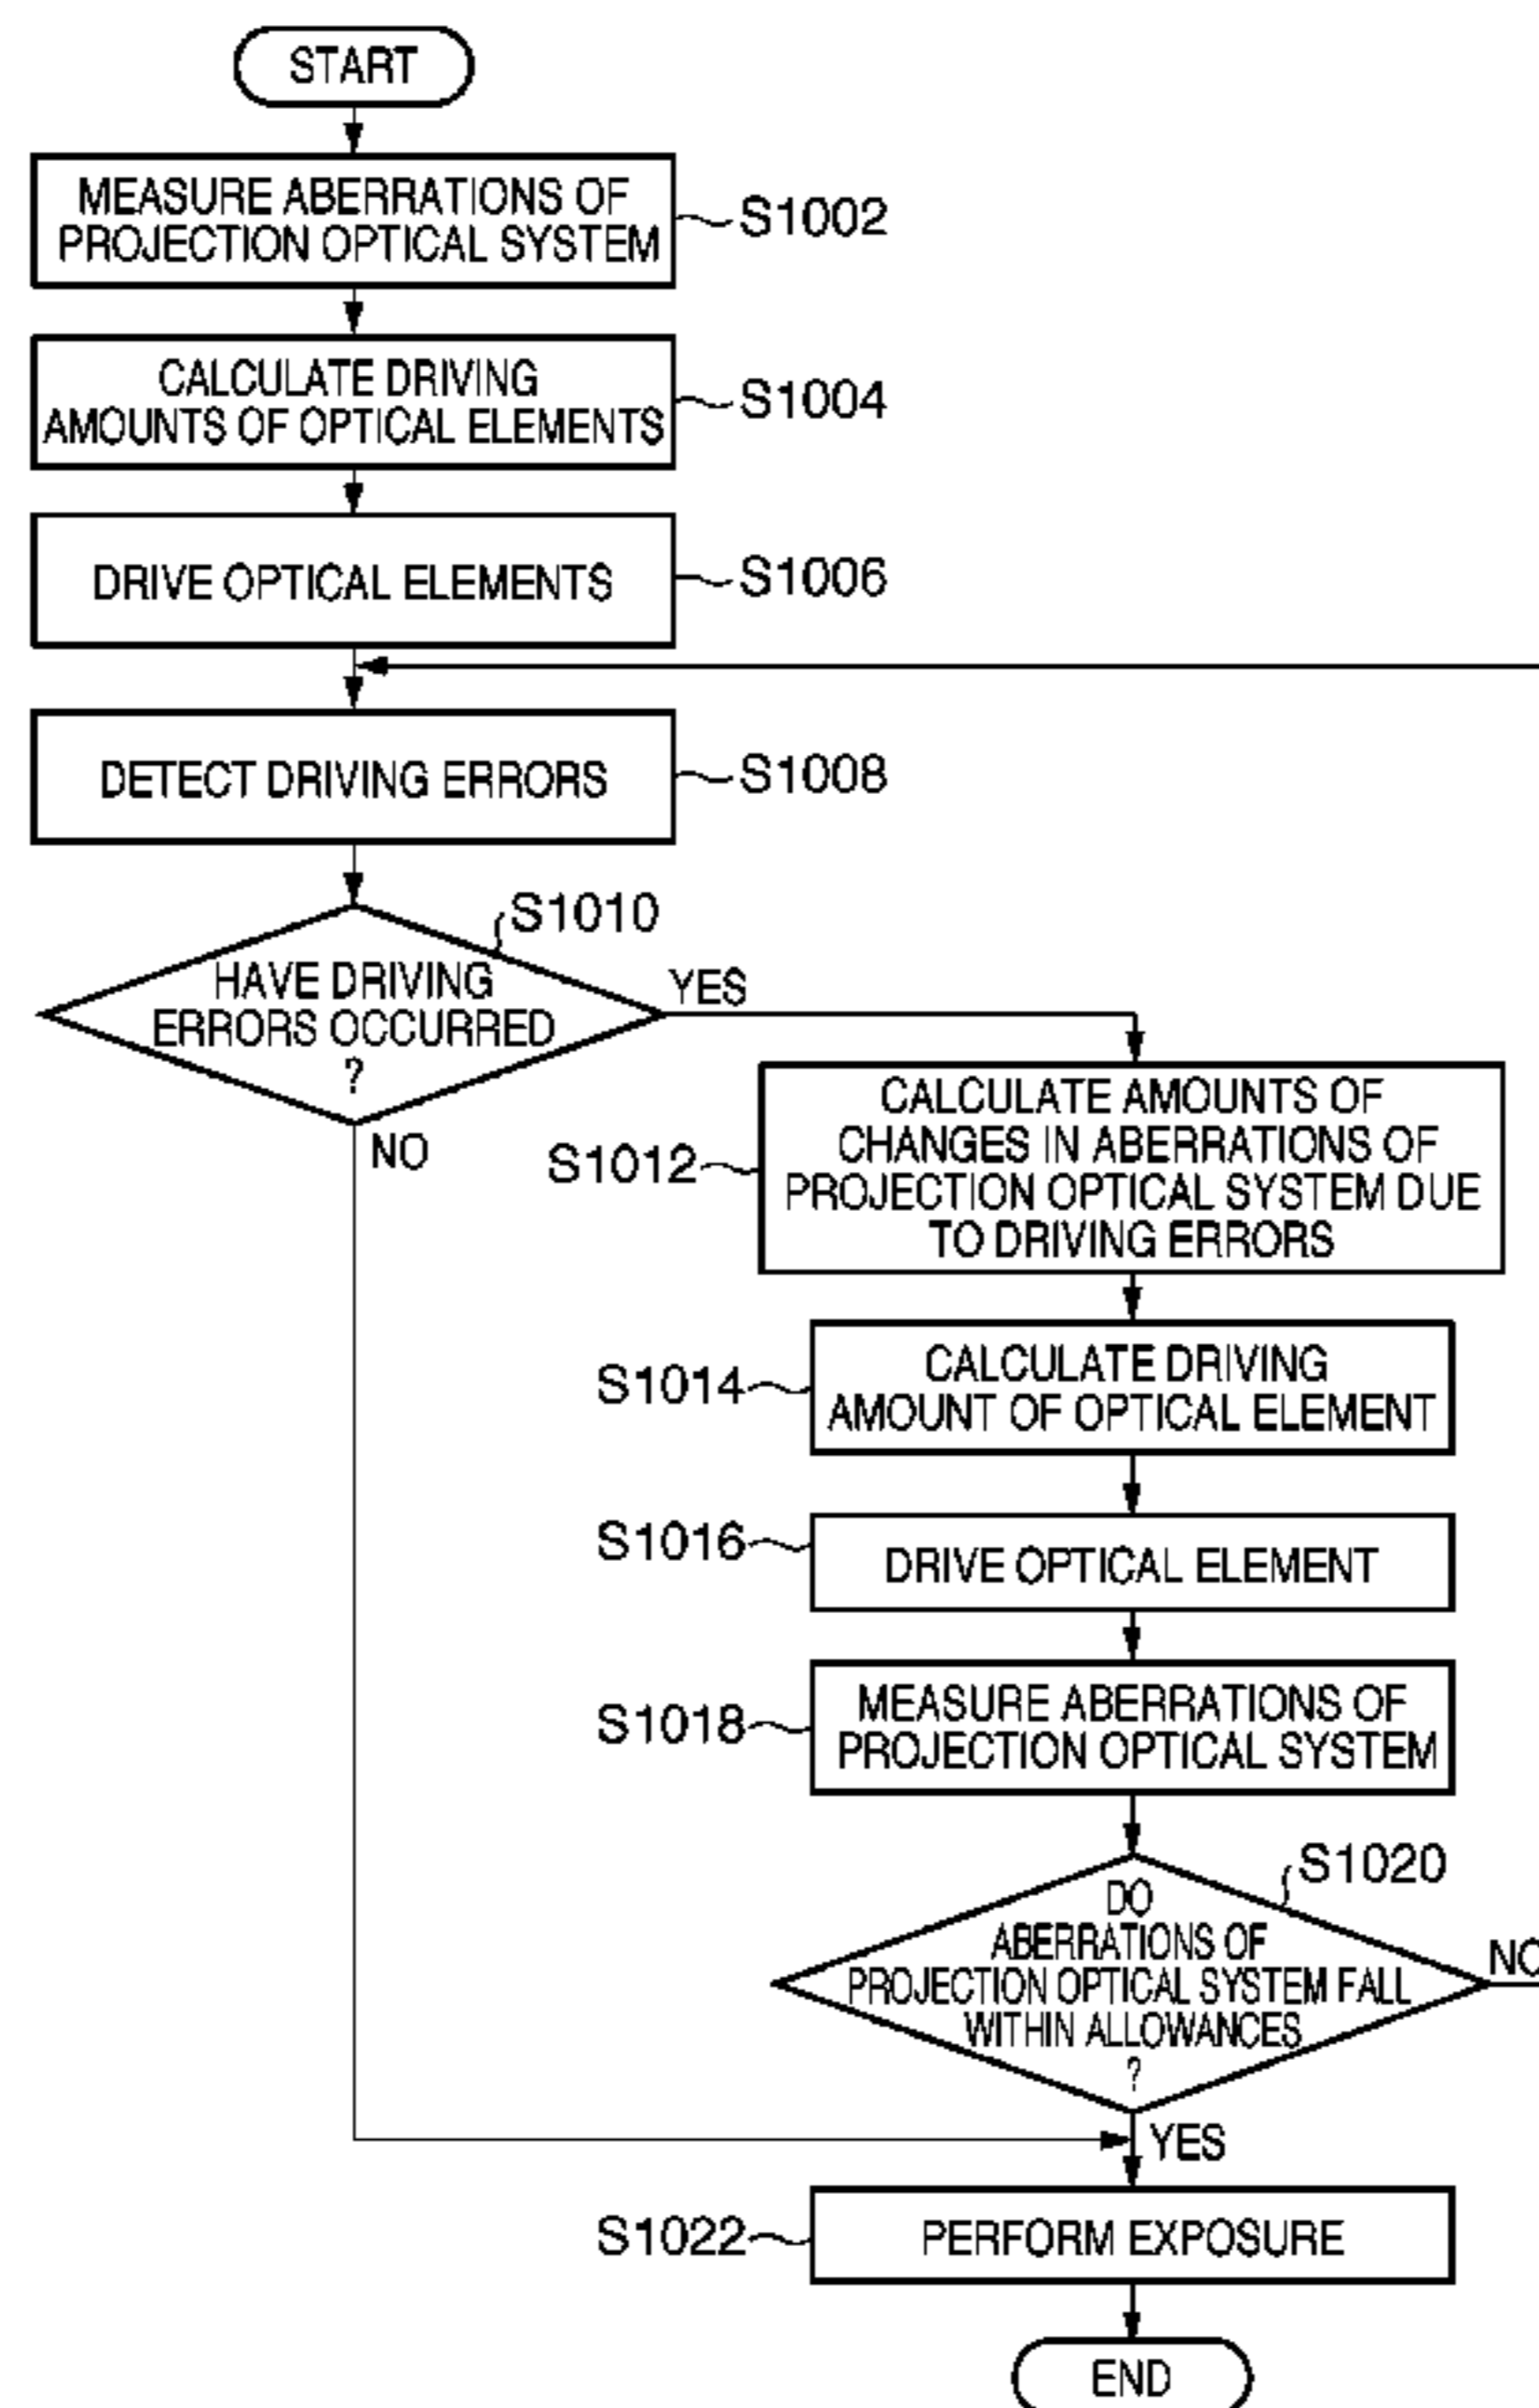 START
MEASURE ABERRATIONS OF
PROJECTION OPTICAL SYSTEM
S1002
CALCULATE DRIVING
AMOUNTS OF OPTICAL ELEMENTS
S1004
DRIVE OPTICAL ELEMENTS
S1006
DETECT DRIVING ERRORS
S1008
S1010
HAVE DRIVING
ERRORS OCCURRED
?
YES
NO
S1012
CALCULATE AMOUNTS OF
CHANGES IN ABERRATIONS OF
PROJECTION OPTICAL SYSTEM DUE
TO DRIVING ERRORS
S1014
CALCULATE DRIVING
AMOUNT OF OPTICAL ELEMENT
S1016
DRIVE OPTICAL ELEMENT
S1018
MEASURE ABERRATIONS OF
PROJECTION OPTICAL SYSTEM
S1020
DO
ABERRATIONS OF
PROJECTION OPTICAL SYSTEM FALL
WITHIN ALLOWANCES
?
NO
YES
S1022
PERFORM EXPOSURE
END